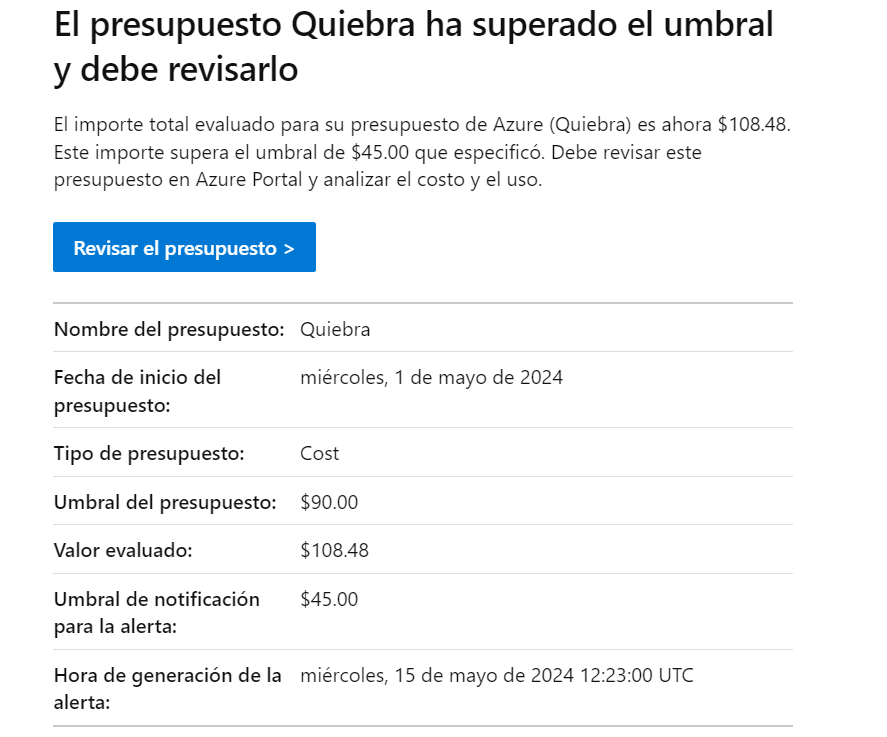 El presupuesto Quiebra ha superado el umbral
y debe revisarlo
El importe total evaluado para su presupuesto de Azure (Quiebra) es ahora $108.48.
Este importe supera el umbral de $45.00 que especificó. Debe revisar este
presupuesto en Azure Portal y analizar el costo y el uso.
Revisar el presupuesto >
Nombre del presupuesto: Quiebra
Fecha de inicio del miércoles, 1 de mayo de 2024
presupuesto:
Tipo de presupuesto: Cost
Umbral del presupuesto: $90.00
Valor evaluado: $108.48
Umbral de notificación $45.00
para la alerta:
Hora de generación de la miércoles, 15 de mayo de 2024 12:23:00 UTC
alerta: